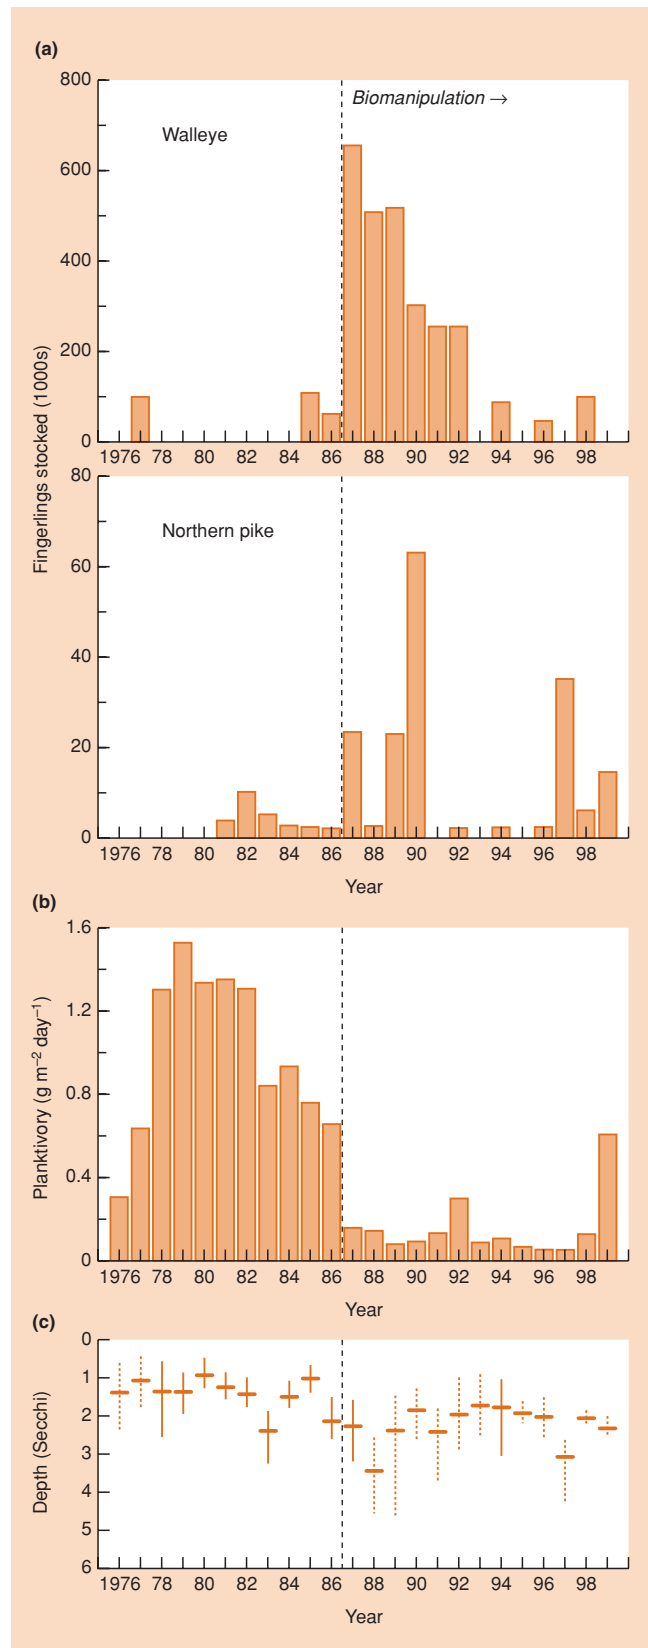 (a)
800
600
400
200
0
Biomanipulation →
Walleye
1976 78 80 82 84 86 88 90 92 94 96 98
Fingerlings stocked (1000s)
80
60
40
20
0
Northern pike
1976 78 80 82 84 86 88 90 92 94 96 98
Year
(b)
1.6
1.2
0.8
0.4
0
Planktivory (g m⁻² day⁻¹)
1976 78 80 82 84 86 88 90 92 94 96 98
Year
(c)
0
1
2
3
4
5
6
Depth (Secchi)
1976 78 80 82 84 86 88 90 92 94 96 98
Year